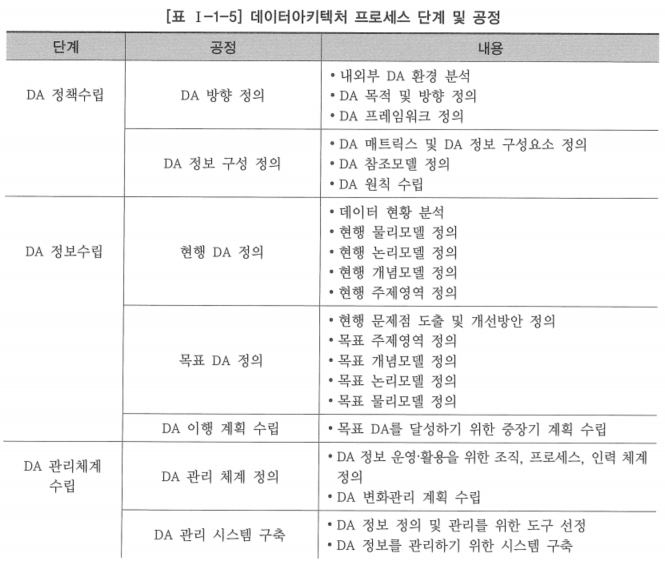 [표 Ⅰ-1-5] 데이터아키텍처 프로세스 단계 및 공정
단계 공정 내용
DA 정책수립 DA 방향 정의
• 내외부 DA 환경 분석
• DA 목적 및 방향 정의
• DA 프레임워크 정의
DA 정보 구성 정의
• DA 매트릭스 및 DA 정보 구성요소 정의
• DA 참조모델 정의
• DA 원칙 수립
DA 정보수립 현행 DA 정의
• 데이터 현황 분석
• 현행 물리모델 정의
• 현행 논리모델 정의
• 현행 개념모델 정의
• 현행 주제영역 정의
목표 DA 정의
• 현행 문제점 도출 및 개선방안 정의
• 목표 주제영역 정의
• 목표 개념모델 정의
• 목표 논리모델 정의
• 목표 물리모델 정의
DA 이행 계획 수립 • 목표 DA를 달성하기 위한 중장기 계획 수립
DA 관리체계
수립
DA 관리 체계 정의
• DA 정보 운영·활용을 위한 조직, 프로세스, 인력 체계
정의
• DA 변화관리 계획 수립
DA 관리 시스템 구축
• DA 정보 정의 및 관리를 위한 도구 선정
• DA 정보를 관리하기 위한 시스템 구축